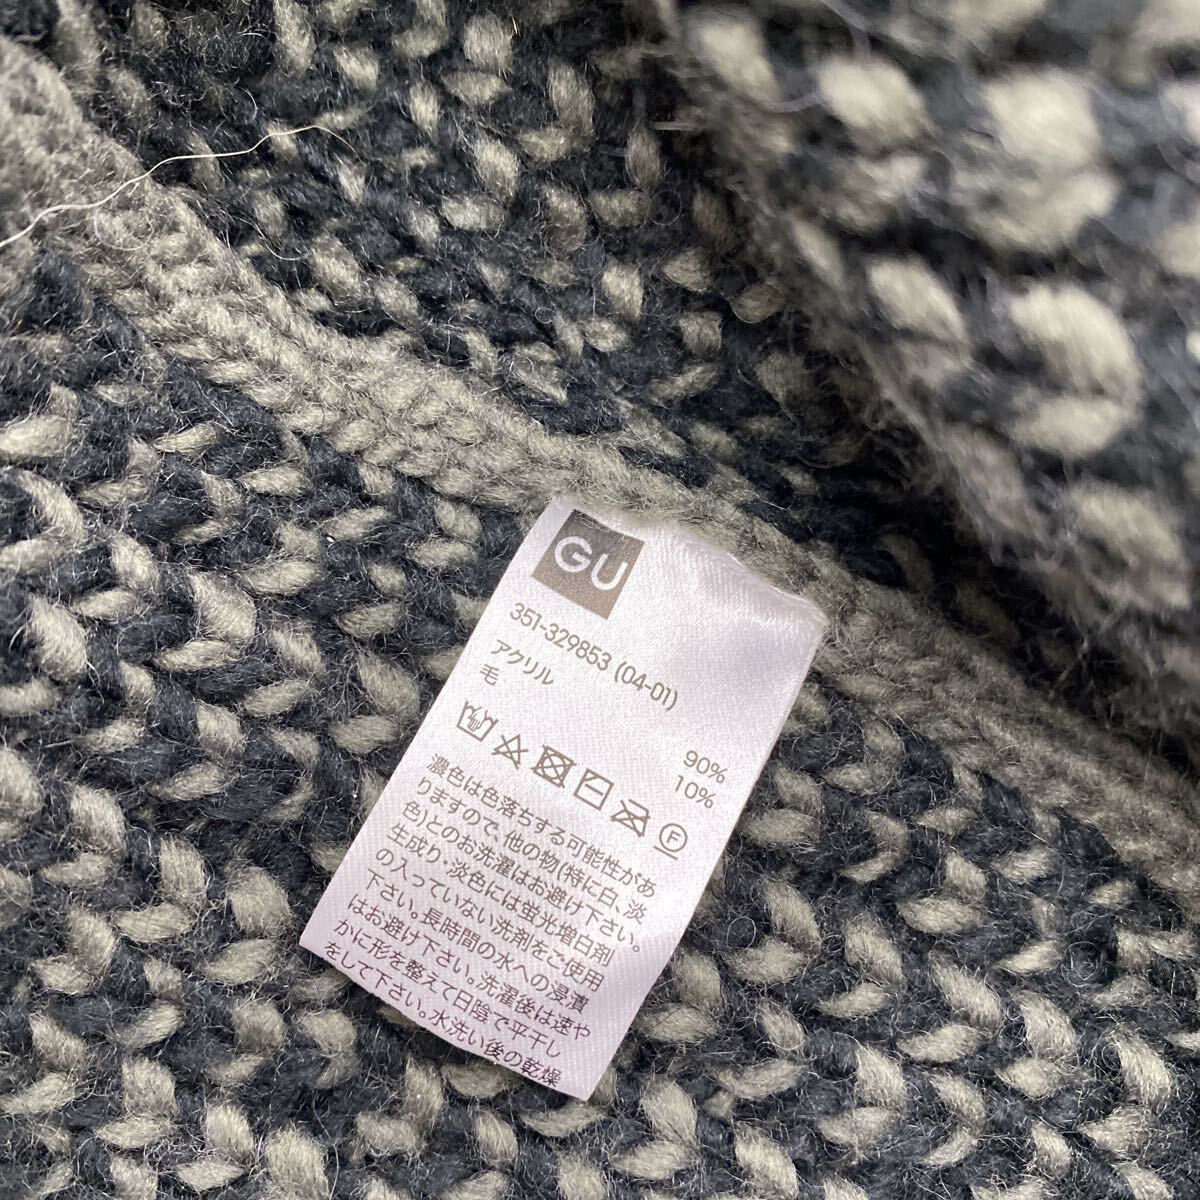 GU
351-329853 (04-01)
アクリル 90%
毛 10%
F
濃色は色落ちする可能性があ
りますので、他の物(特に白、淡
色)とのお洗濯はお避け下さい。
生成り・淡色には蛍光増白剤
の入っていない洗剤をご使用
下さい。長時間の水への浸漬
はお避け下さい。洗濯後は速や
かに形を整えて日陰で平干し
をして下さい。水洗い後の乾燥